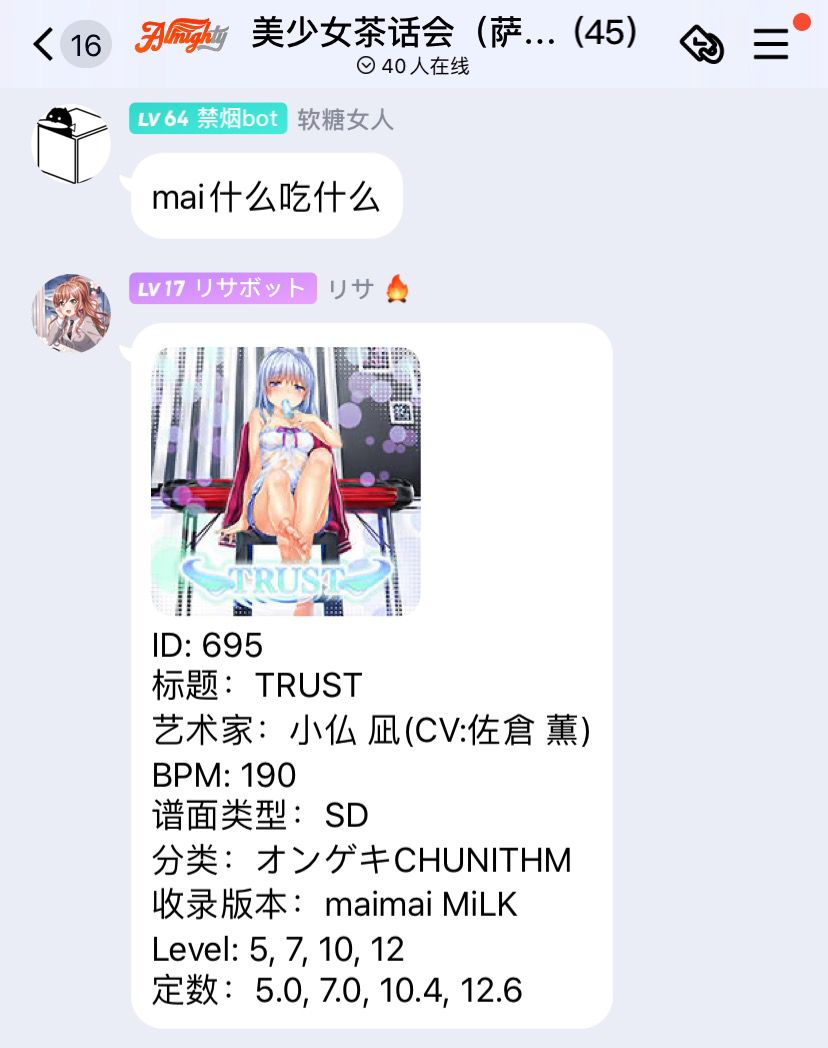 16
Almighty
美少女茶话会（萨... (45)
40人在线
LV 64 禁烟bot 软糖女人
mai什么吃什么
LV 17 リサボット リサ 🔥
TRUST
ID: 695
标题：TRUST
艺术家：小仏 凪(CV:佐倉 薫)
BPM: 190
谱面类型：SD
分类：オンゲキCHUNITHM
收录版本：maimai MiLK
Level: 5, 7, 10, 12
定数：5.0, 7.0, 10.4, 12.6